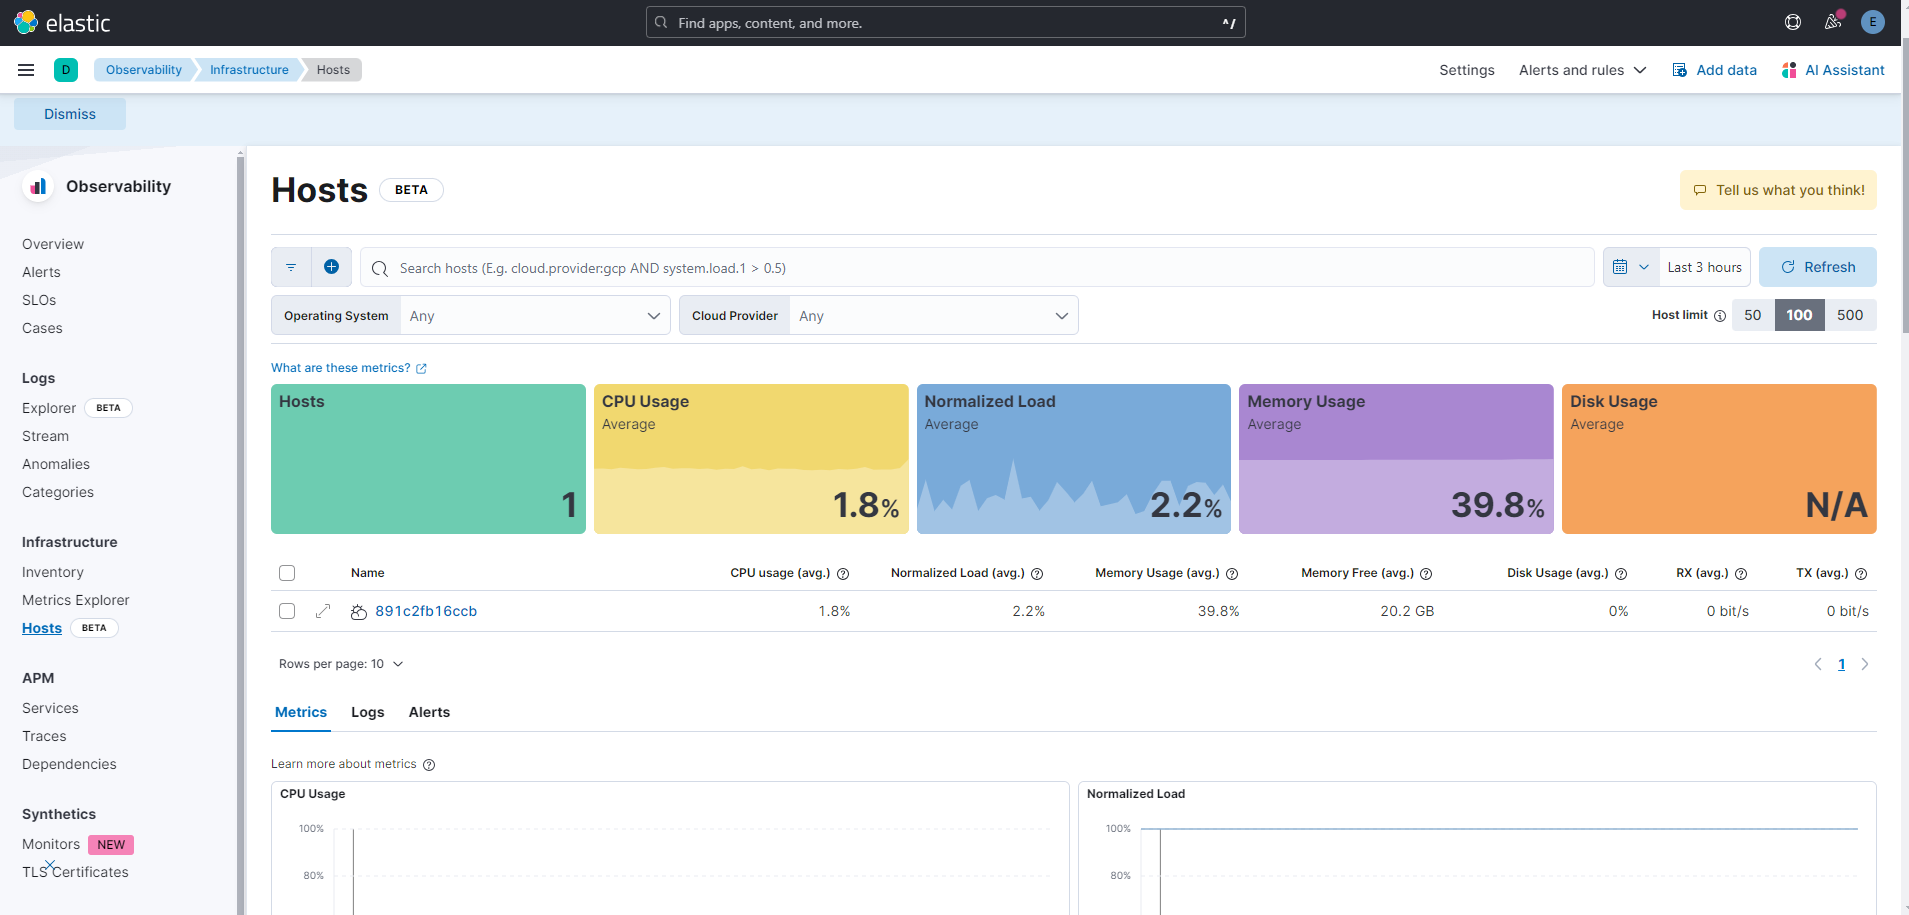 elastic
Find apps, content, and more.
^/
E
D
Observability
Infrastructure
Hosts
Settings
Alerts and rules
Add data
AI Assistant
Dismiss
Observability
Overview
Alerts
SLOs
Cases
Logs
Explorer BETA
Stream
Anomalies
Categories
Infrastructure
Inventory
Metrics Explorer
Hosts BETA
APM
Services
Traces
Dependencies
Synthetics
Monitors NEW
TLS Certificates
Hosts BETA
Tell us what you think!
Search hosts (E.g. cloud.provider:gcp AND system.load.1 > 0.5)
Last 3 hours
Refresh
Operating System Any
Cloud Provider Any
Host limit 50 100 500
What are these metrics?
Hosts
1
CPU Usage
Average
1.8%
Normalized Load
Average
2.2%
Memory Usage
Average
39.8%
Disk Usage
Average
N/A
Name CPU usage (avg.) Normalized Load (avg.) Memory Usage (avg.) Memory Free (avg.) Disk Usage (avg.) RX (avg.) TX (avg.)
891c2fb16ccb 1.8% 2.2% 39.8% 20.2 GB 0% 0 bit/s 0 bit/s
Rows per page: 10
1
Metrics Logs Alerts
Learn more about metrics
CPU Usage
100%
80%
Normalized Load
100%
80%